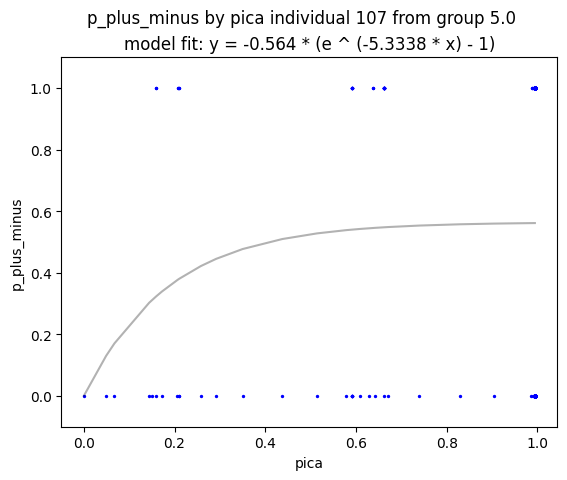 p_plus_minus by pica individual 107 from group 5.0
model fit: y = -0.564 * (e ^ (-5.3338 * x) - 1)
1.0
0.8
0.6
0.4
0.2
0.0
p_plus_minus
0.0 0.2 0.4 0.6 0.8 1.0
pica